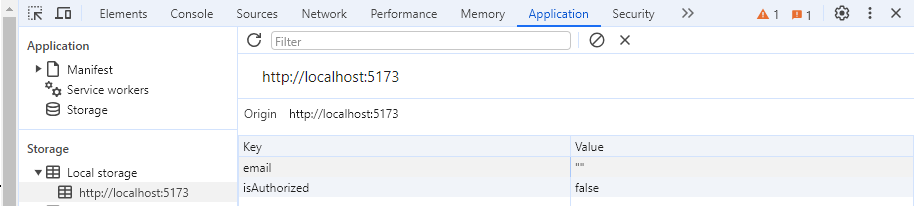 Elements Console Sources Network Performance Memory Application Security 1 1
Application
Manifest
Service workers
Storage
Storage
Local storage
http://localhost:5173
Filter
http://localhost:5173
Origin http://localhost:5173
Key Value
email ""
isAuthorized false